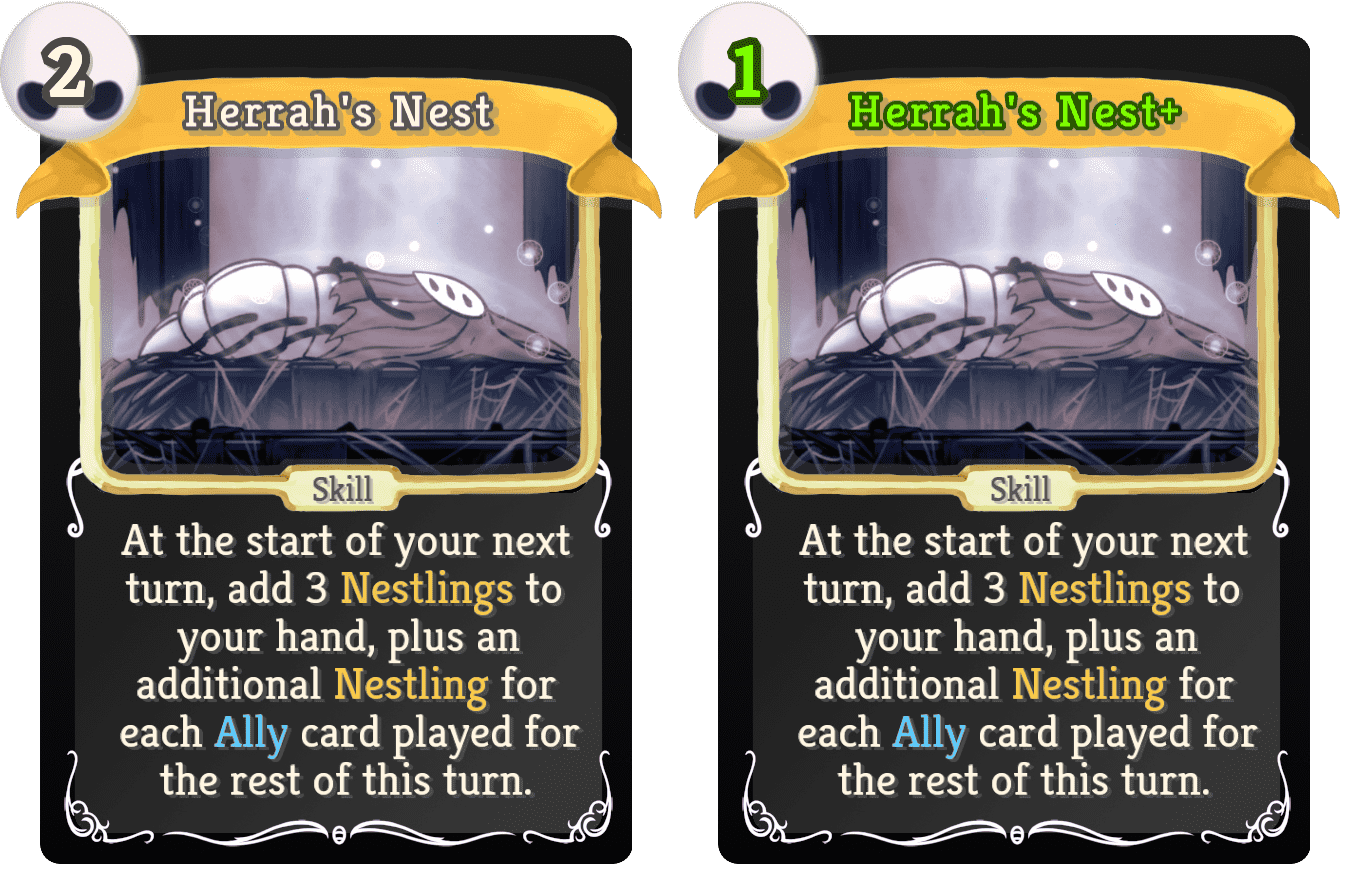 2
Herrah's Nest
Skill
At the start of your next
turn, add 3 Nestlings to
your hand, plus an
additional Nestling for
each Ally card played for
the rest of this turn.
1
Herrah's Nest+
Skill
At the start of your next
turn, add 3 Nestlings to
your hand, plus an
additional Nestling for
each Ally card played for
the rest of this turn.